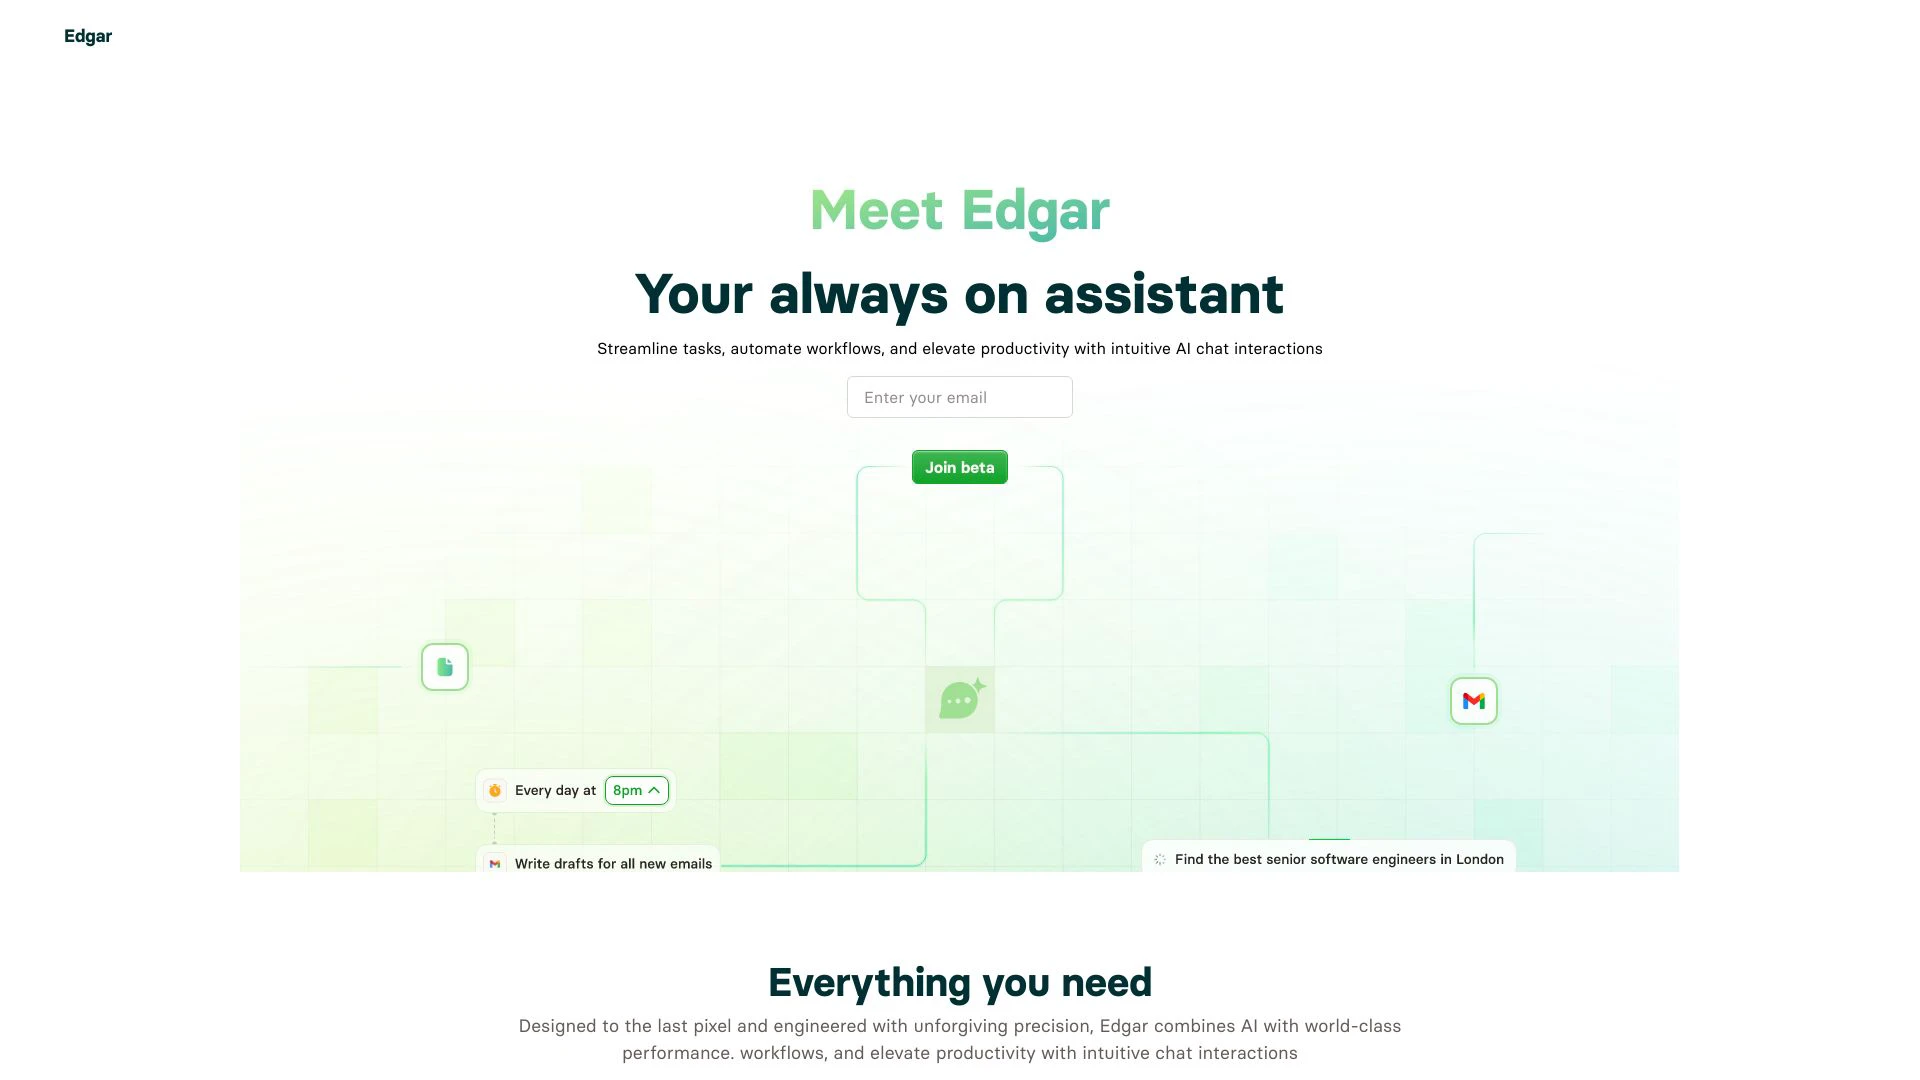 Edgar
Meet Edgar
Your always on assistant
Streamline tasks, automate workflows, and elevate productivity with intuitive AI chat interactions
Enter your email
Join beta
Every day at 8pm
Write drafts for all new emails
Find the best senior software engineers in London
Everything you need
Designed to the last pixel and engineered with unforgiving precision, Edgar combines AI with world-class
performance. workflows, and elevate productivity with intuitive chat interactions